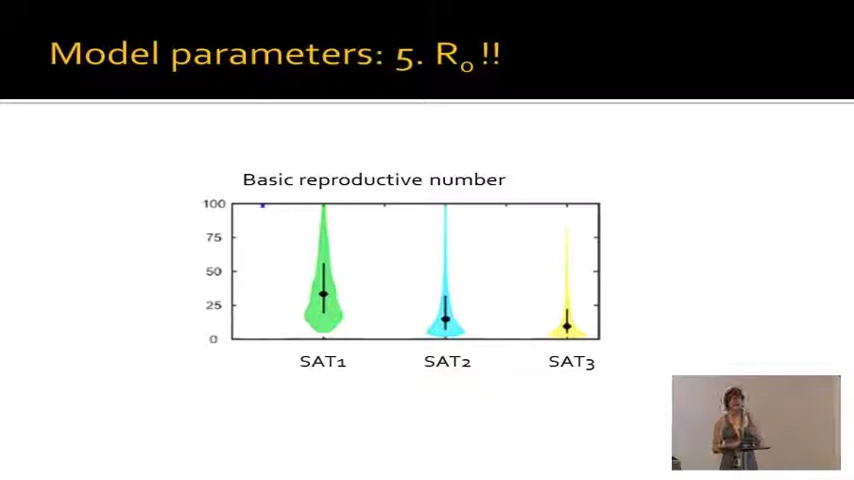 Model parameters: 5. R₀ !!
Basic reproductive number
100
75
50
25
0
SAT1 SAT2 SAT3